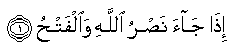 إِذَا جَآءَ نَصْرُ ٱللَّهِ وَٱلْفَتْحُ ۝١